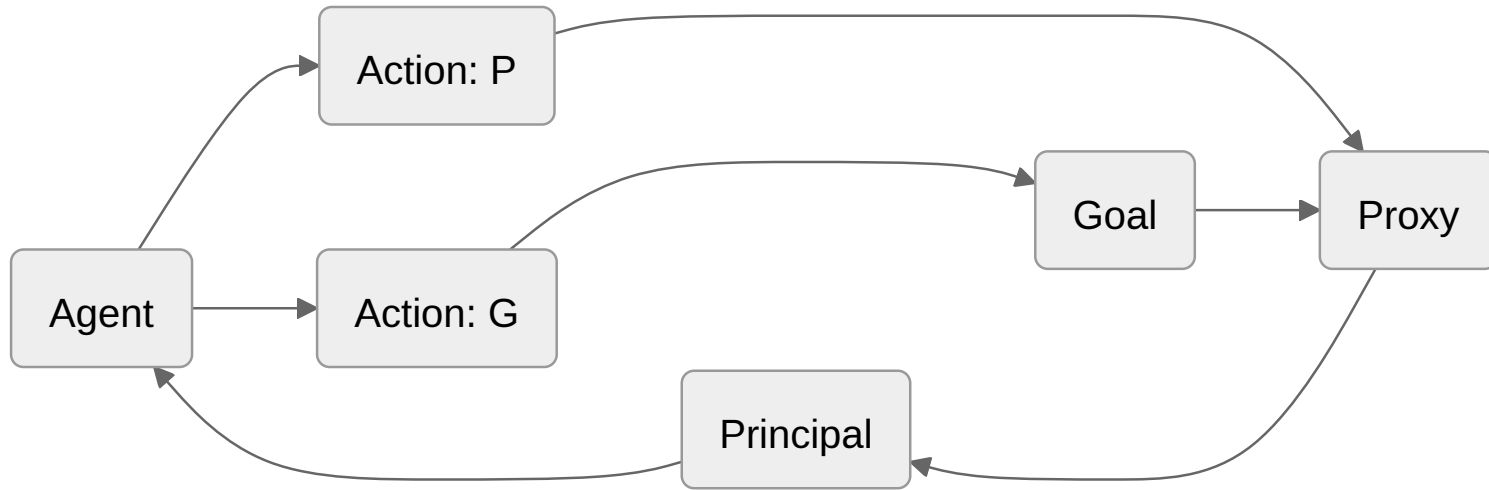 Action: P
Goal
Proxy
Agent
Action: G
Principal